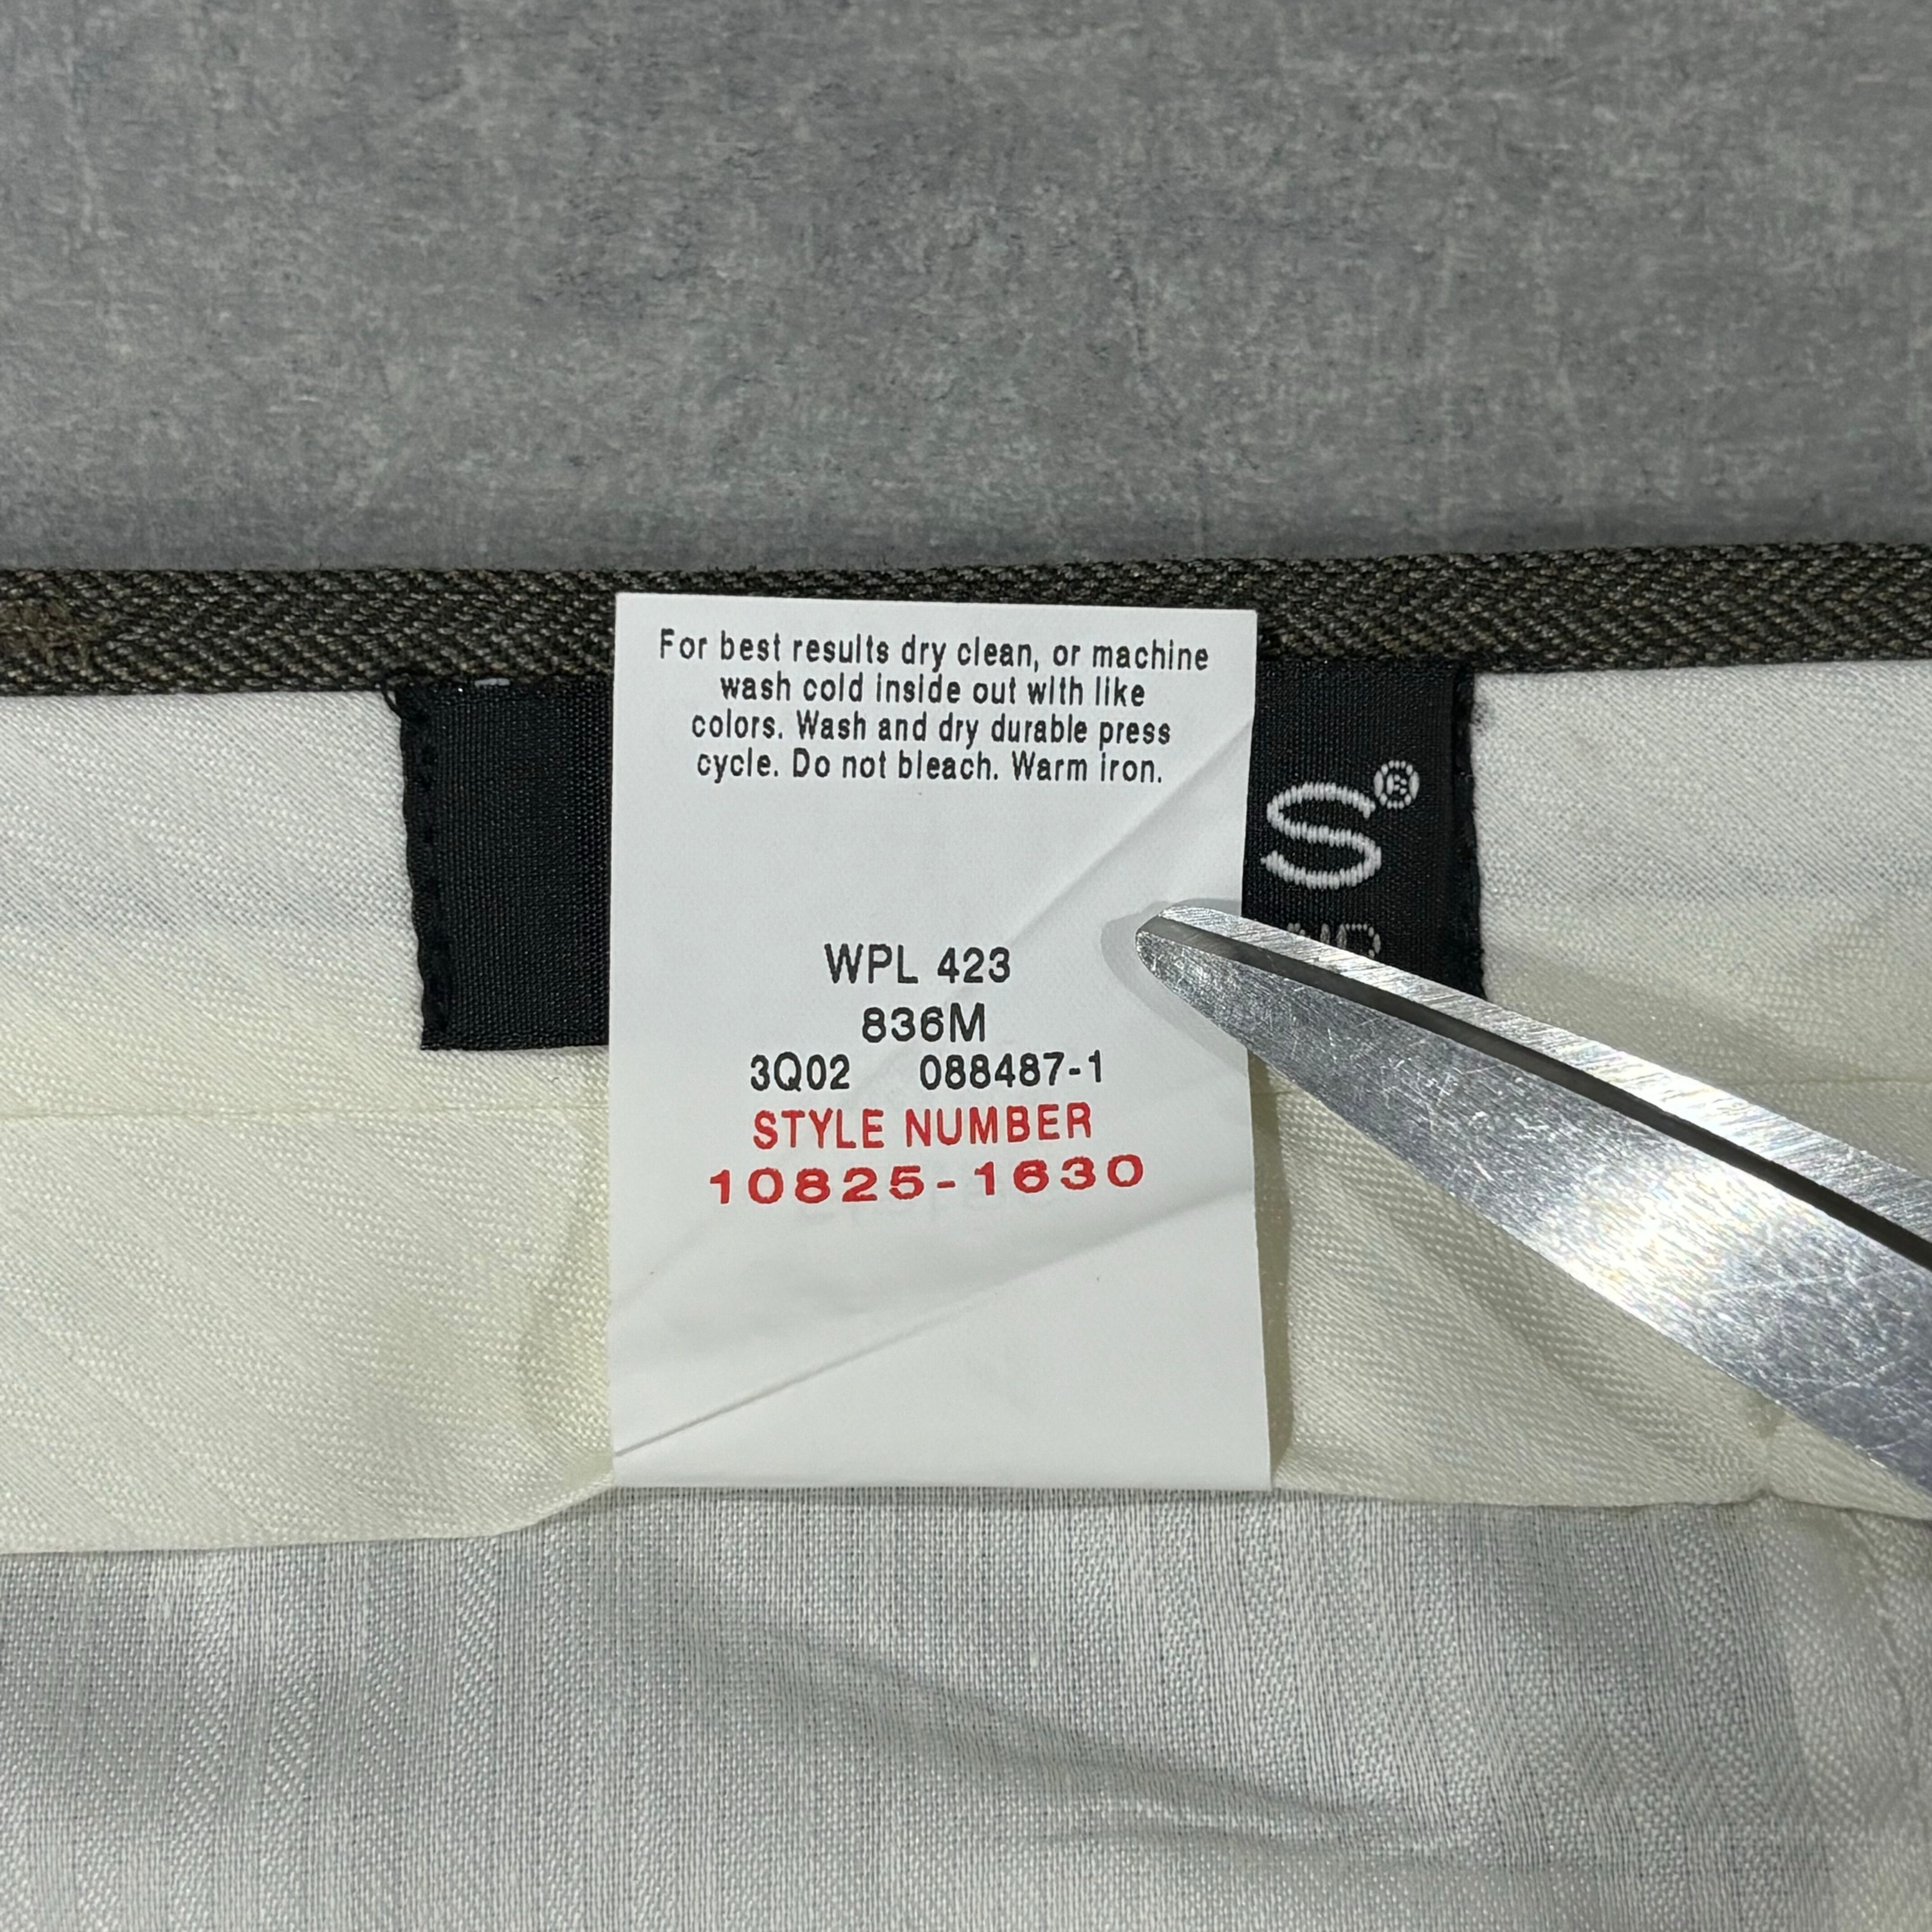 For best results dry clean, or machine
wash cold inside out with like
colors. Wash and dry durable press
cycle. Do not bleach. Warm iron.
S®
WPL 423
836M
3Q02 088487-1
STYLE NUMBER
10825-1630